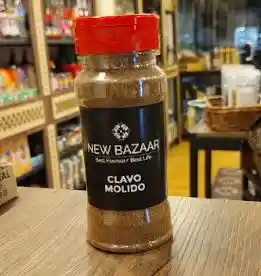 NEW BAZAAR
Best Flavour/ Best Life
CLAVO
MOLIDO